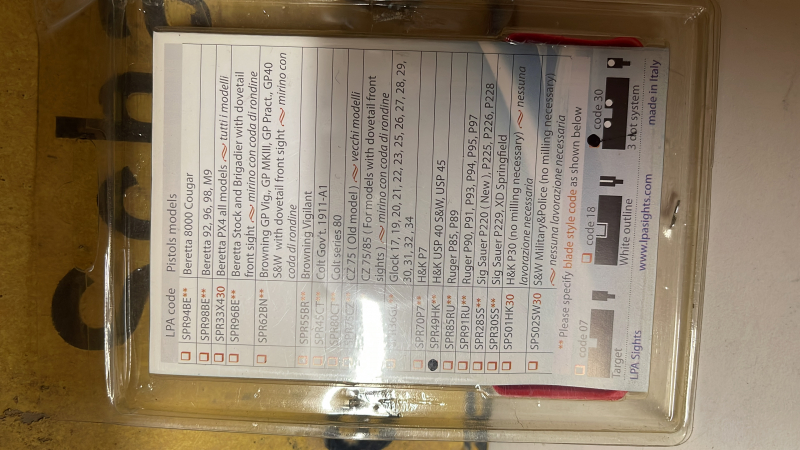 LPA code Pistols models
SPR94BE** Beretta 8000 Cougar
SPR98BE** Beretta 92, 96, 98, M9
SPR33X430 Beretta PX4 all models tutti i modelli
SPR96BE** Beretta Stock and Brigadier with dovetail
front sight mirino con coda di rondine
SPR62BN** Browning GP Vig., GP MKIII, GP Pract., GP40
S&W with dovetail front sight mirino con
coda di rondine
SPR55BR** Browning Vigilant
SPR45CT** Colt Gov't. 1911-A1
SPR80CT** Colt series 80
CZ 75 ( Old model ) vecchi modelli
CZ 75/85 ( For models with dovetail front
sights ) mirino con coda di rondine
Glock 17, 19, 20, 21, 22, 23, 25, 26, 27, 28, 29,
30, 31, 32, 34
SPR70P7** H&K P7
SPR49HK** H&K USP 40 S&W, USP 45
SPR85RU** Ruger P85, P89
SPR91RU** Ruger P90, P91, P93, P94, P95, P97
SPR28SS** Sig Sauer P220 ( New ), P225, P226, P228
SPR30SS** Sig Sauer P229, XD Springfield
SPS01HK30 H&K P30 (no milling necessary) nessuna
lavorazione necessaria
SPS02SW30 S&W Military&Police (no milling necessary)
nessuna lavorazione necessaria
** Please specify blade style code as shown below
code 07 code 18 code 30
Target White outline 3 dot system
LPA Sights www.lpasights.com made in Italy